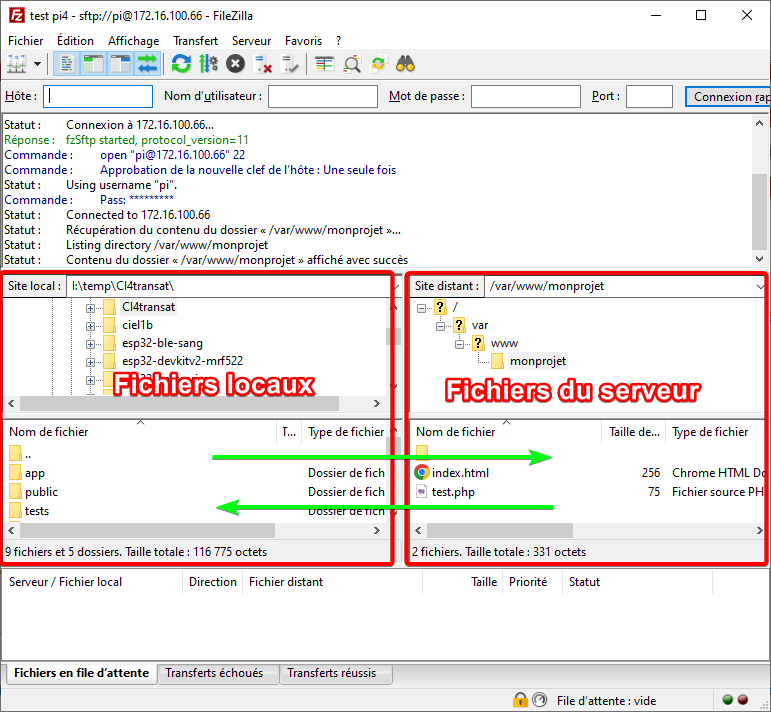 test pi4 - sftp://pi@172.16.100.66 - FileZilla
Fichier Édition Affichage Transfert Serveur Favoris ?
Hôte : Nom d'utilisateur : Mot de passe : Port : Connexion rap
Statut : Connexion à 172.16.100.66...
Réponse : fzSftp started, protocol_version=11
Commande : open "pi@172.16.100.66" 22
Commande : Approbation de la nouvelle clef de l'hôte : Une seule fois
Statut : Using username "pi".
Commande : Pass: *********
Statut : Connected to 172.16.100.66
Statut : Récupération du contenu du dossier « /var/www/monprojet »...
Statut : Listing directory /var/www/monprojet
Statut : Contenu du dossier « /var/www/monprojet » affiché avec succès
Site local : I:\temp\CI4transat\
CI4transat
ciel1b
esp32-ble-sang
esp32-devkitv2-mrf522
Fichiers locaux
Nom de fichier T... Type de fichier
..
app Dossier de fich
public Dossier de fich
tests Dossier de fich
9 fichiers et 5 dossiers. Taille totale : 116 775 octets
Site distant : /var/www/monprojet
/
var
www
monprojet
Fichiers du serveur
Nom de fichier Taille de... Type de fichier
index.html 256 Chrome HTML Do
test.php 75 Fichier source PH
2 fichiers. Taille totale : 331 octets
Serveur / Fichier local Direction Fichier distant Taille Priorité Statut
Fichiers en file d'attente Transferts échoués Transferts réussis
File d'attente : vide